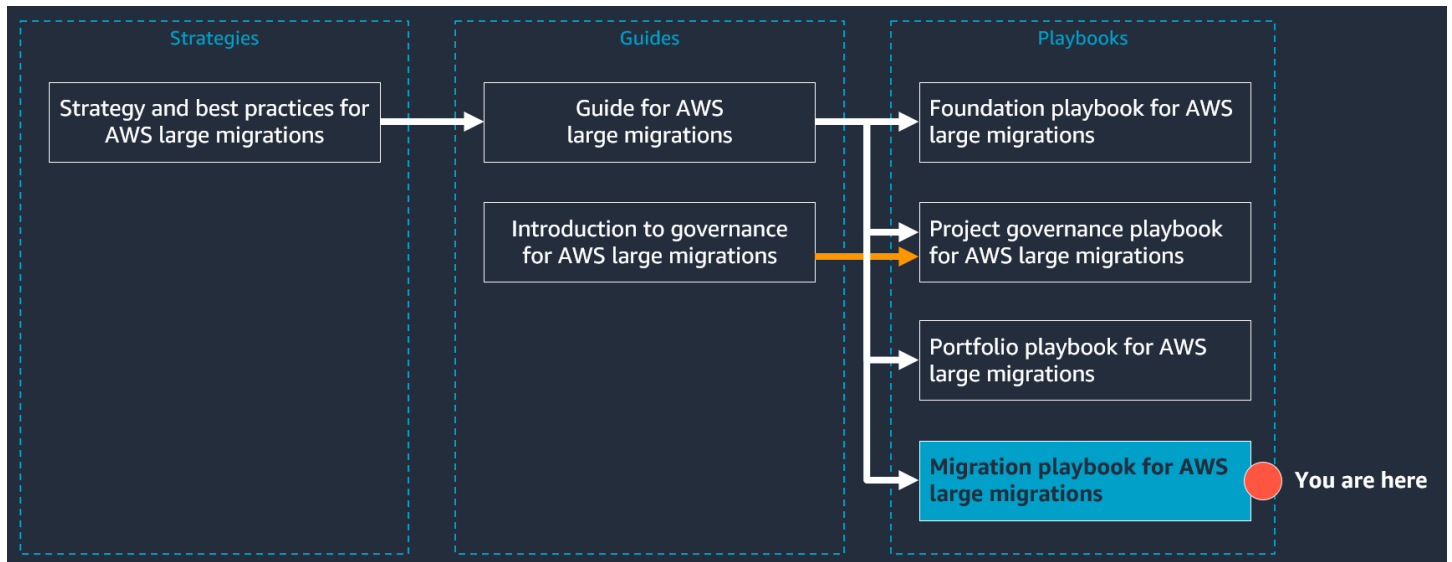 Strategies
Strategy and best practices for
AWS large migrations
Guides
Guide for AWS
large migrations
Introduction to governance
for AWS large migrations
Playbooks
Foundation playbook for AWS
large migrations
Project governance playbook
for AWS large migrations
Portfolio playbook for AWS
large migrations
Migration playbook for AWS
large migrations
You are here